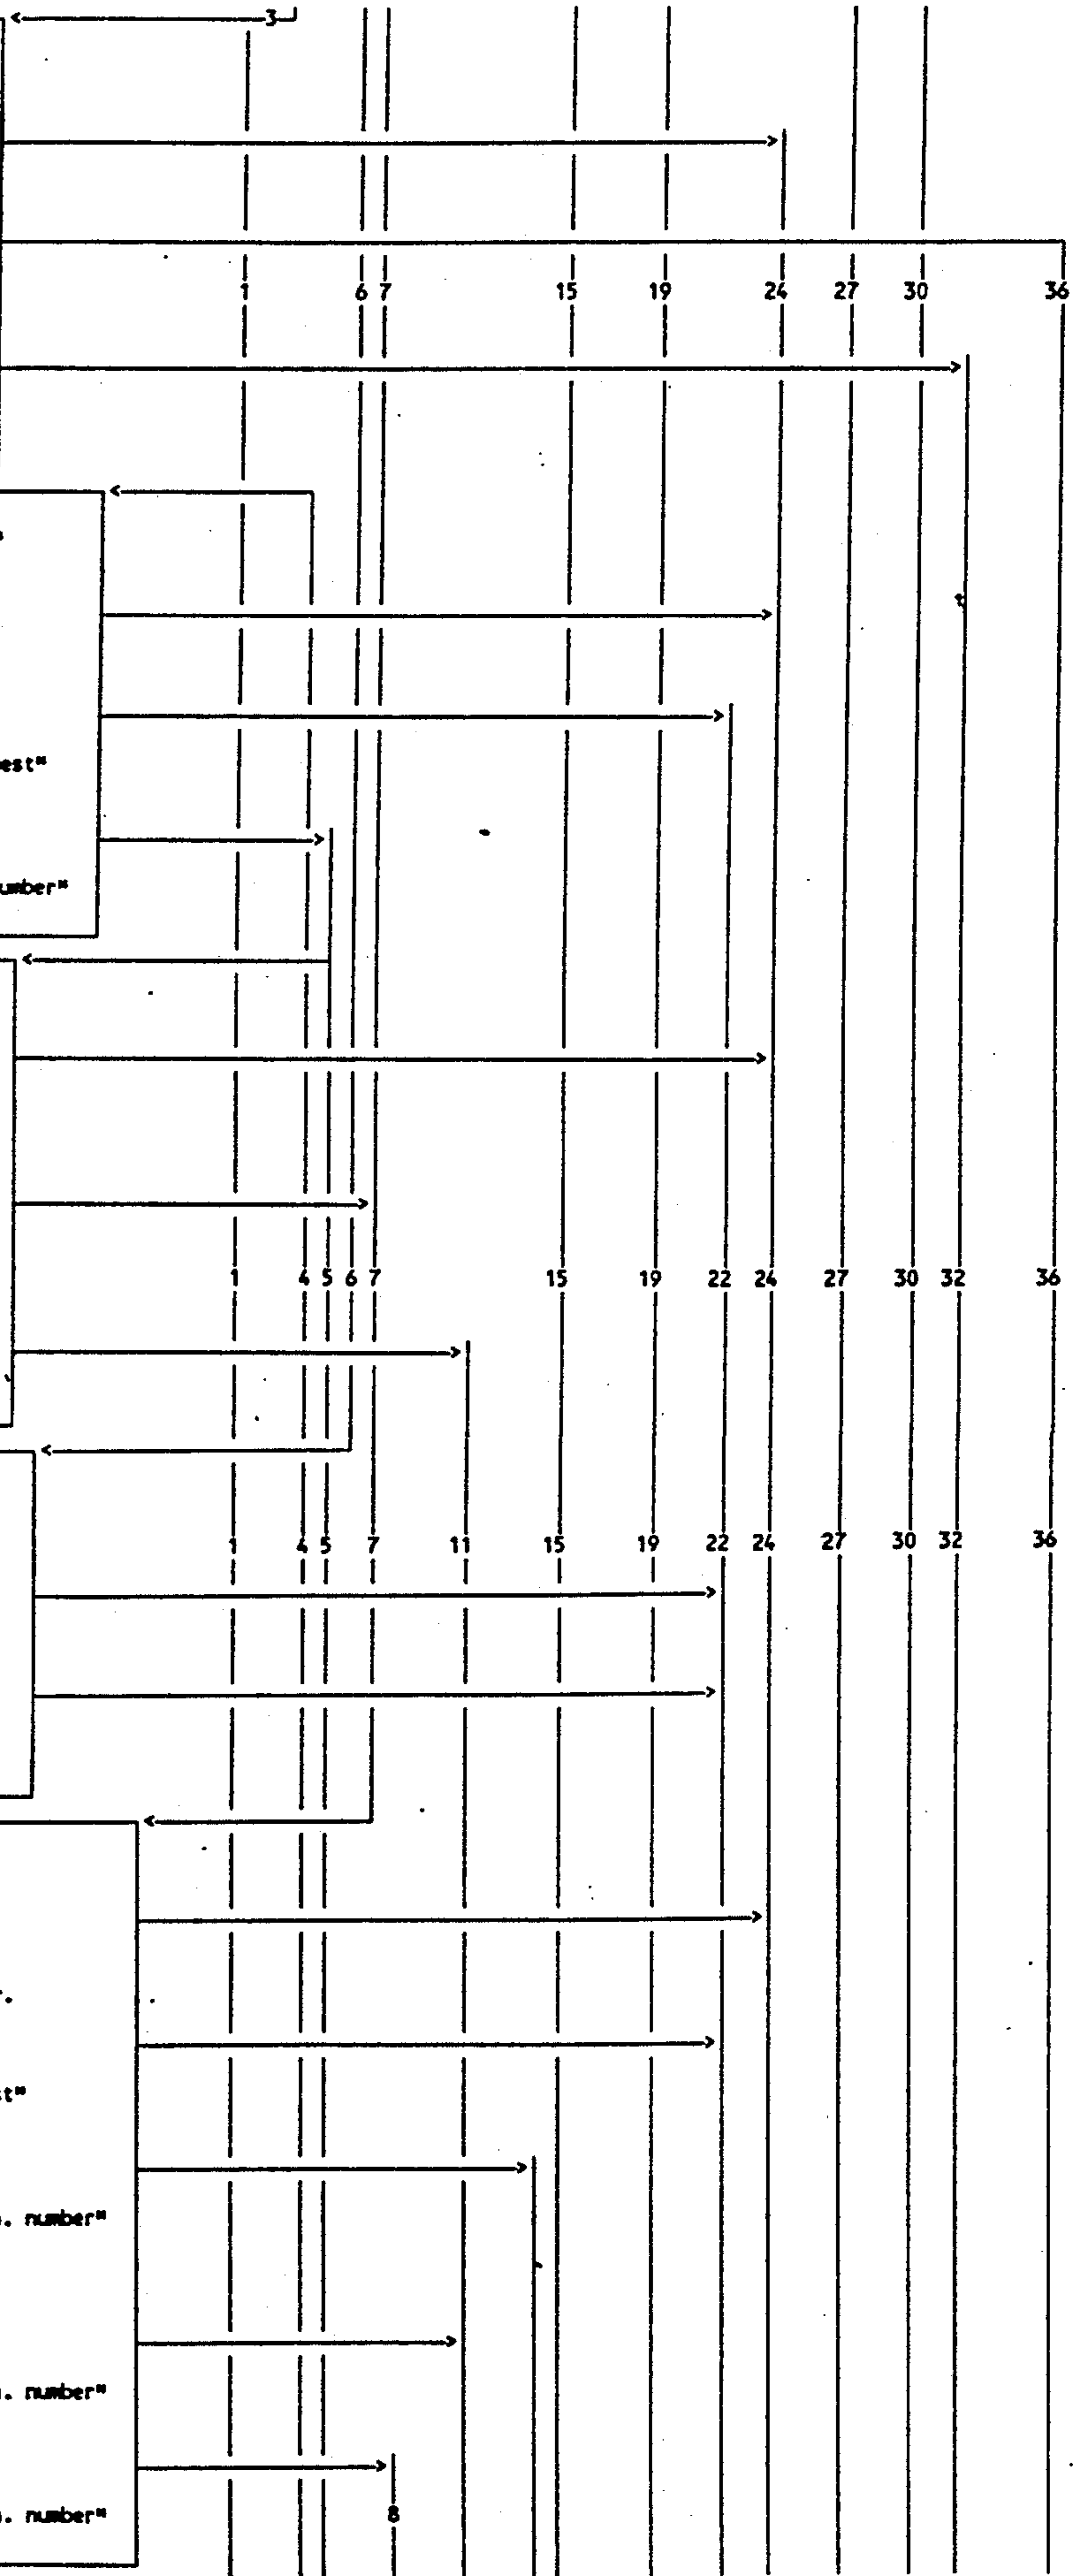 3
1 6 7 15 19 24 27 30 36
est"
umber"
1 4 5 6 7 15 19 22 24 27 30 32 36
1 4 5 7 11 15 19 22 24 27 30 32 36
st"
. number"
. number"
8
. number"